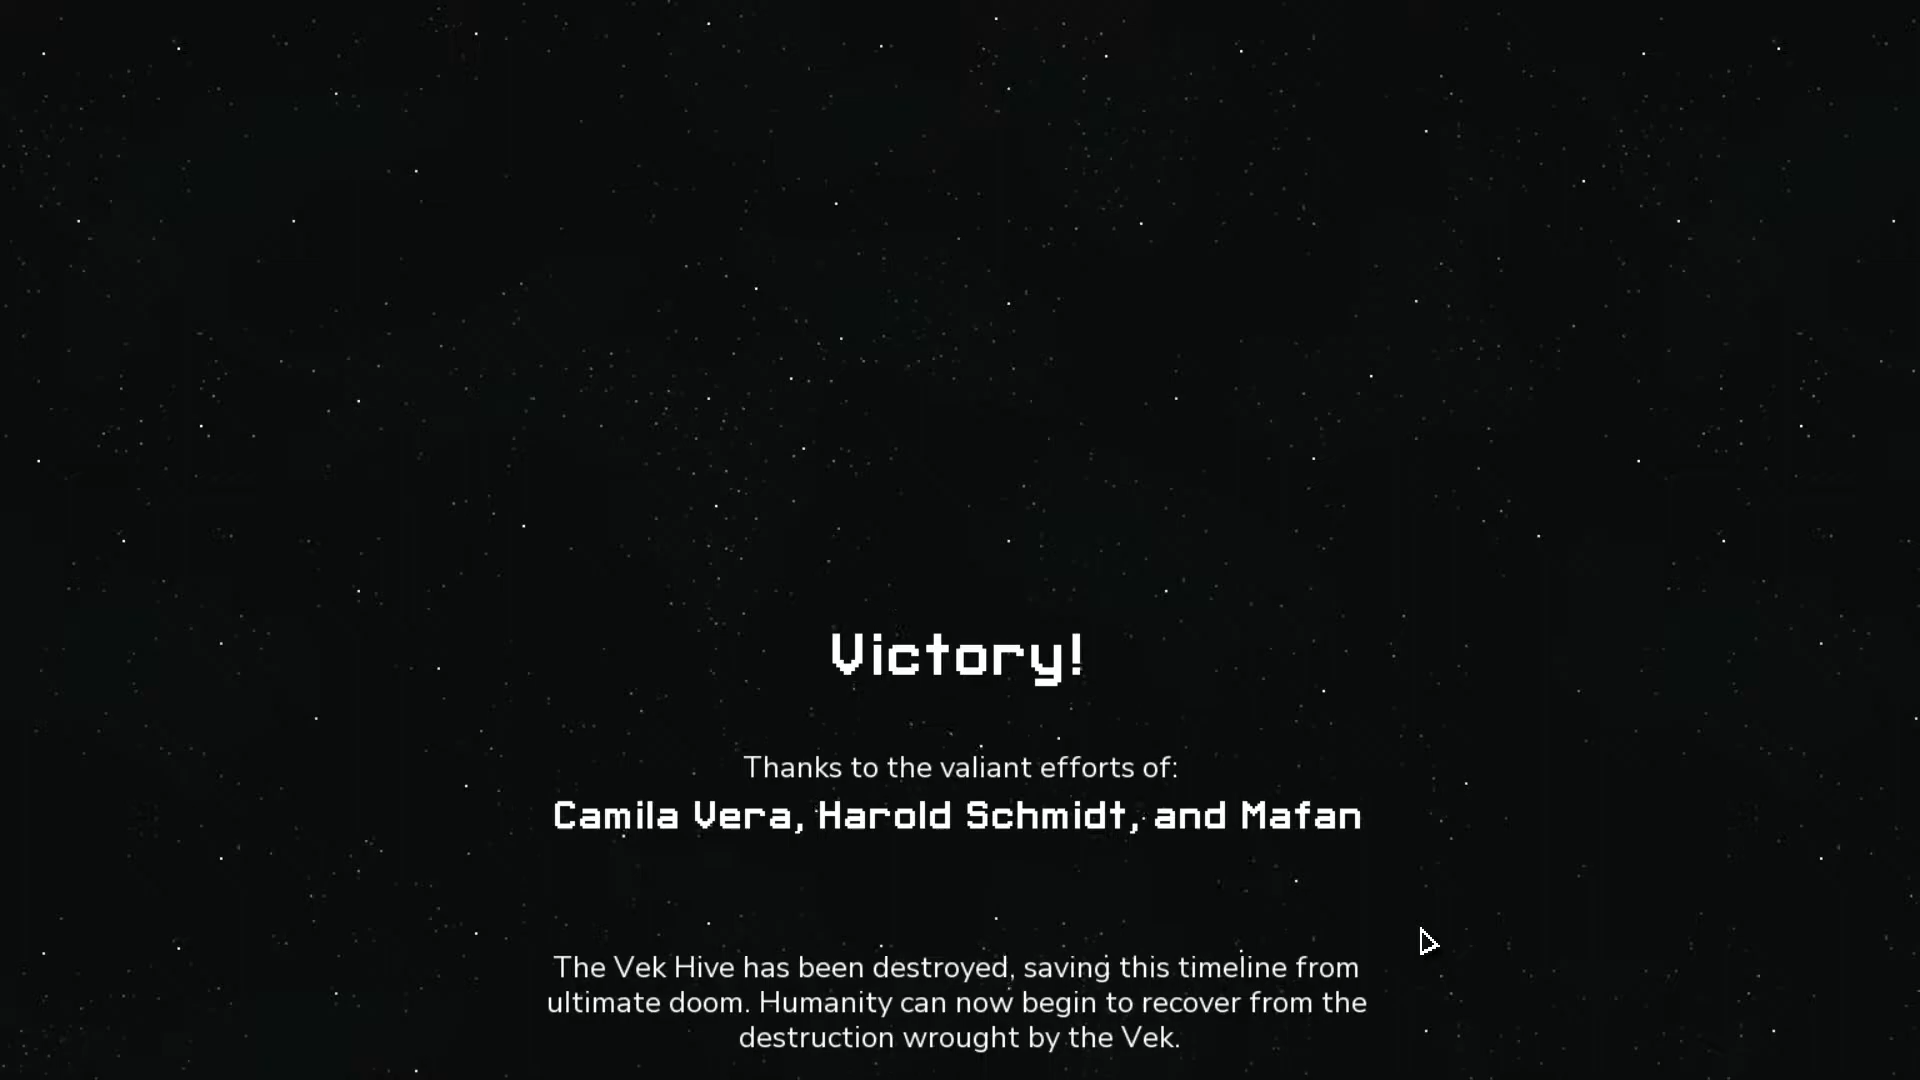 Victory!
Thanks to the valiant efforts of:
Camila Vera, Harold Schmidt, and Mafan
The Vek Hive has been destroyed, saving this timeline from
ultimate doom. Humanity can now begin to recover from the
destruction wrought by the Vek.